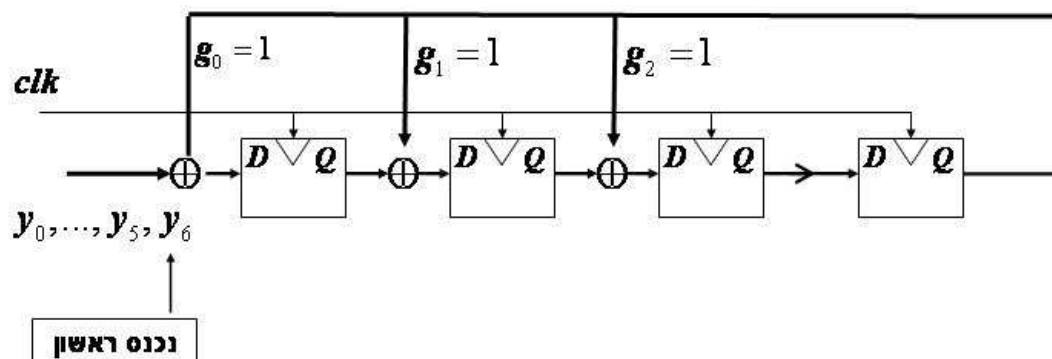 g₀ = 1
g₁ = 1
g₂ = 1
clk
D Q
D Q
D Q
D Q
y₀,..., y₅, y₆
נכנס ראשון